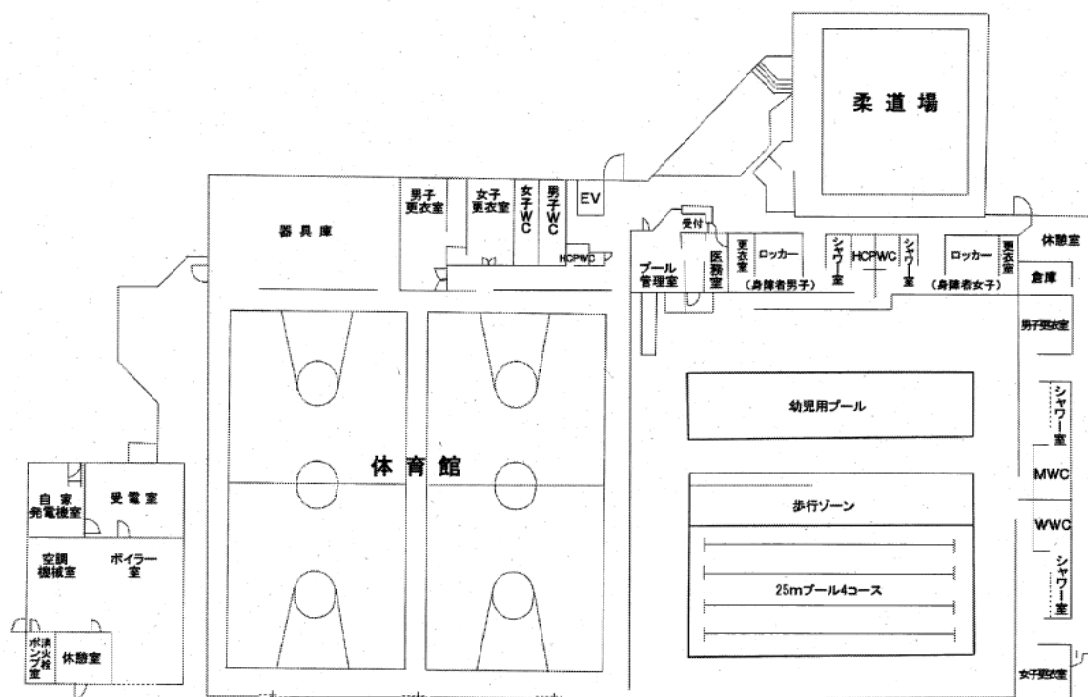 柔道場
器具庫
男子
更衣室
女子
更衣室
女子WC
男子WC
EV
HCPWC
受付
プール
管理室
医務室
更衣室
ロッカー
(身障者男子)
シャワー室
HCPWC
シャワー室
ロッカー
(身障者女子)
更衣室
休憩室
倉庫
男子更衣室
シャワー室
MWC
WWC
シャワー室
女子更衣室
幼児用プール
歩行ゾーン
25mプール4コース
体育館
自家
発電機室
受電室
空調
機械室
ボイラー
室
消火栓
ポンプ室
休憩室